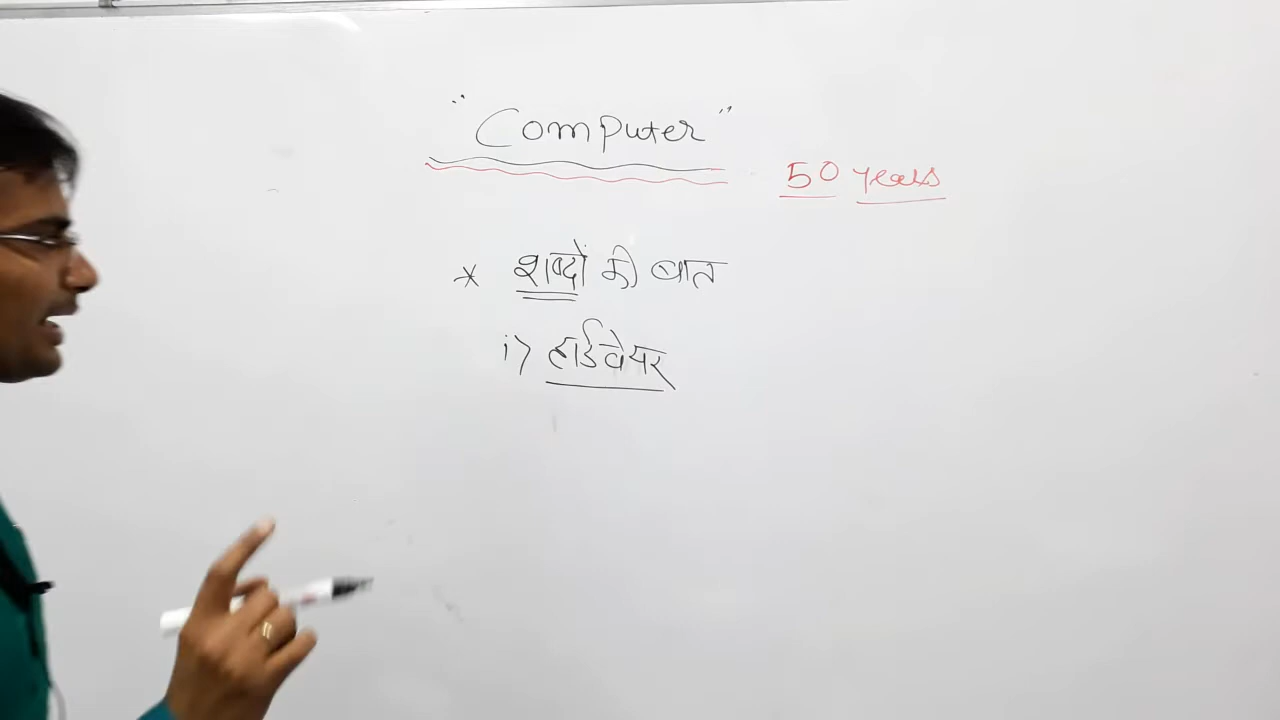 "Computer"
50 years
* शब्दों की बात
i> हार्डवेयर